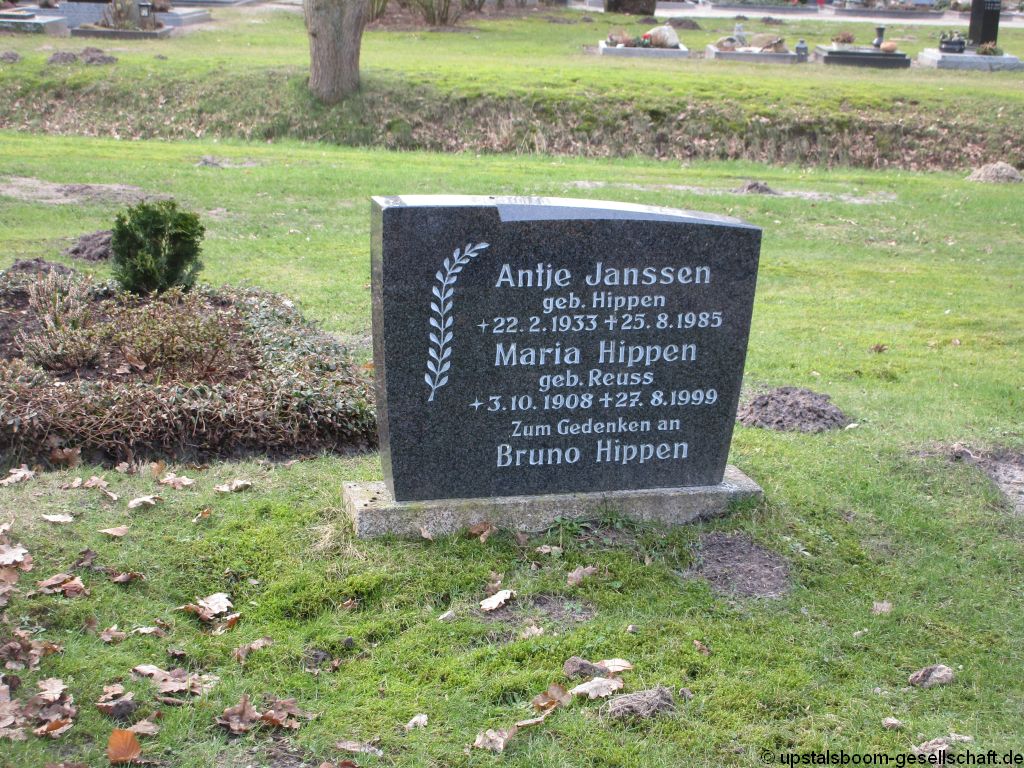 Antje Janssen
geb. Hippen
+22. 2. 1933 +25. 8. 1985
Maria Hippen
geb. Reuss
+3. 10. 1908 +27. 8. 1999
Zum Gedenken an
Bruno Hippen
© upstalsboom-gesellschaft.de